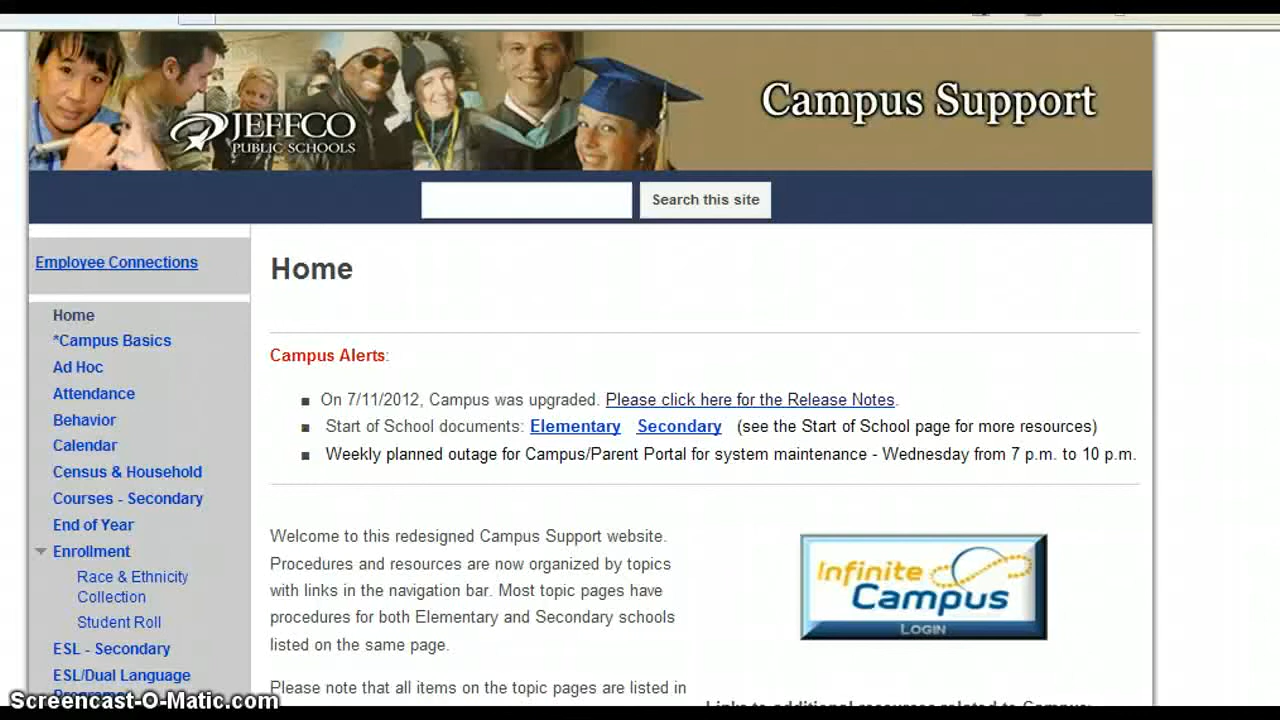 JEFFCO
PUBLIC SCHOOLS
Campus Support
Search this site
Employee Connections
Home
*Campus Basics
Ad Hoc
Attendance
Behavior
Calendar
Census & Household
Courses - Secondary
End of Year
Enrollment
Race & Ethnicity
Collection
Student Roll
ESL - Secondary
ESL/Dual Language
Home
Campus Alerts:
On 7/11/2012, Campus was upgraded. Please click here for the Release Notes.
Start of School documents: Elementary Secondary (see the Start of School page for more resources)
Weekly planned outage for Campus/Parent Portal for system maintenance - Wednesday from 7 p.m. to 10 p.m.
Welcome to this redesigned Campus Support website.
Procedures and resources are now organized by topics
with links in the navigation bar. Most topic pages have
procedures for both Elementary and Secondary schools
listed on the same page.
Please note that all items on the topic pages are listed in
Infinite
Campus
LOGIN
Links to additional resources related to Campus:
Screencast-O-Matic.com